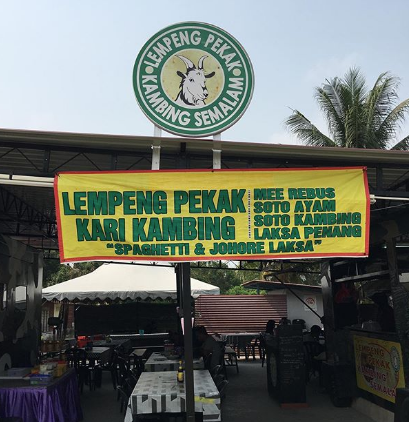 LEMPENG PEKAK
KAMBING SEMALAM
LEMPENG PEKAK
KARI KAMBING
MEE REBUS
SOTO AYAM
SOTO KAMBING
LAKSA PENANG
"SPAGHETTI & JOHORE LAKSA"